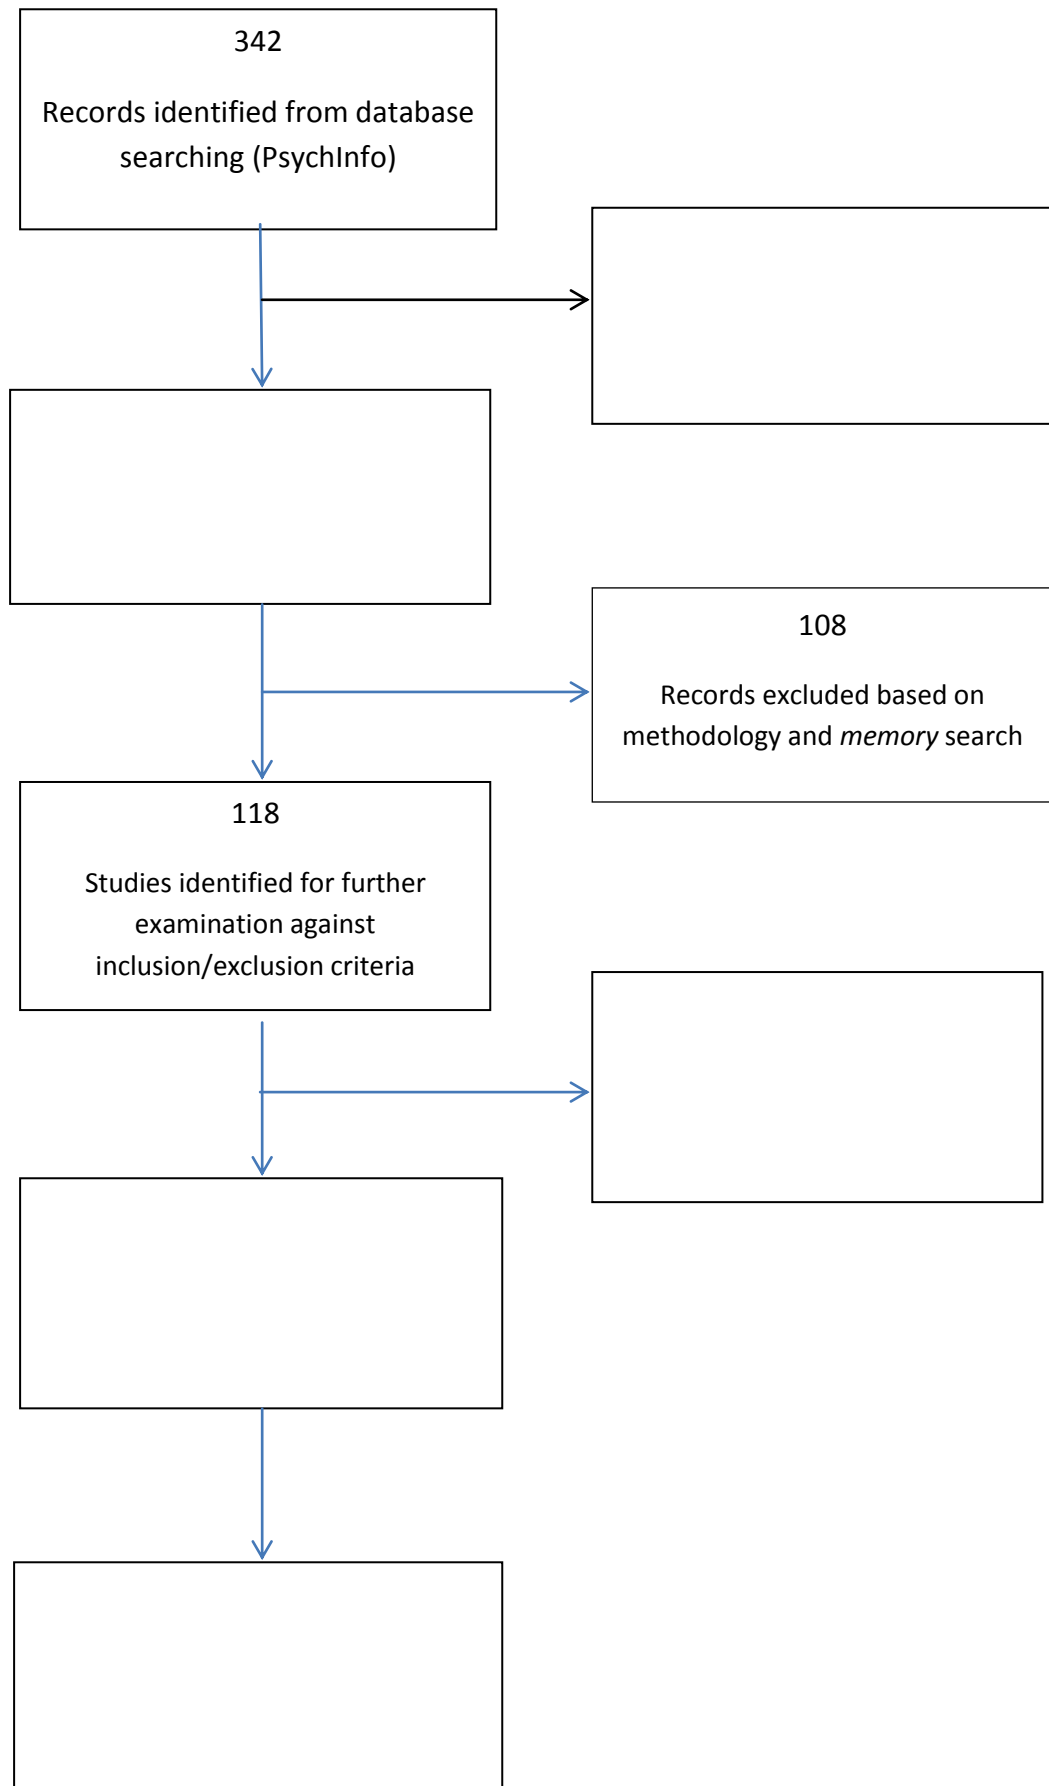 342
Records identified from database
searching (PsychInfo)
108
Records excluded based on
methodology and memory search
118
Studies identified for further
examination against
inclusion/exclusion criteria